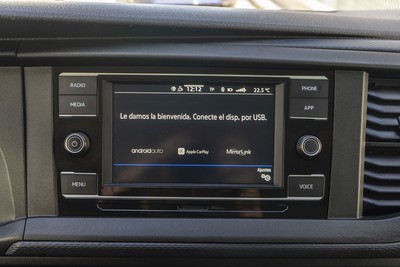 RADIO
12:12 TP 22.5 °C
PHONE
MEDIA
APP
Le damos la bienvenida. Conecte el disp. por USB.
androidauto Apple CarPlay MirrorLink
MENU
Ajustes
VOICE